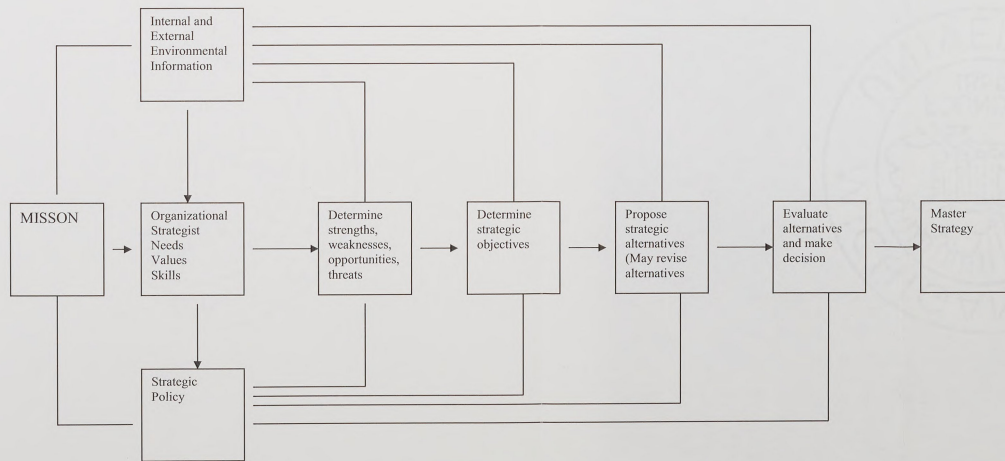 Internal and
External
Environmental
Information
MISSON
Organizational
Strategist
Needs
Values
Skills
Determine
strengths,
weaknesses,
opportunities,
threats
Determine
strategic
objectives
Propose
strategic
alternatives
(May revise
alternatives
Evaluate
alternatives
and make
decision
Master
Strategy
Strategic
Policy